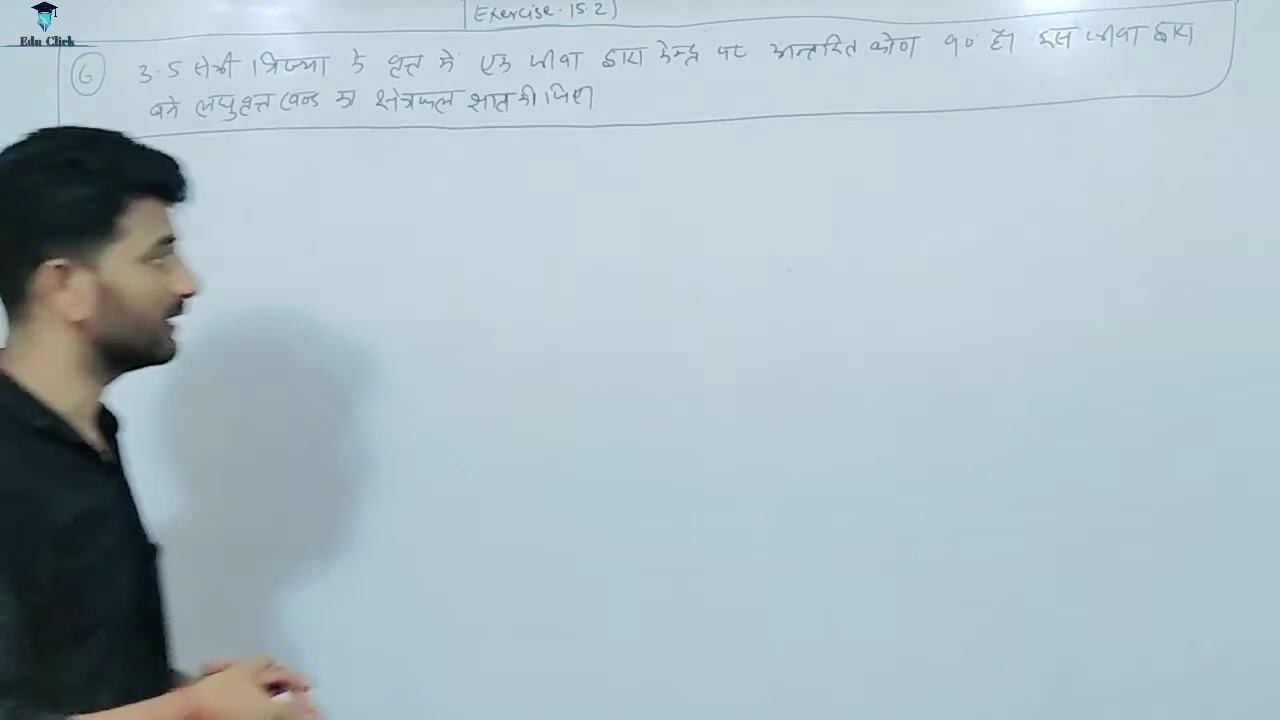 Exercise. 15.2)
Edu Click
6 3.5 सेमी त्रिज्या के वृत्त में एक जीवा द्वारा केन्द्र पर अन्तरित कोण 90° है। इस जीवा द्वारा
बने लघुवृत्त खण्ड का क्षेत्रफल ज्ञात कीजिए